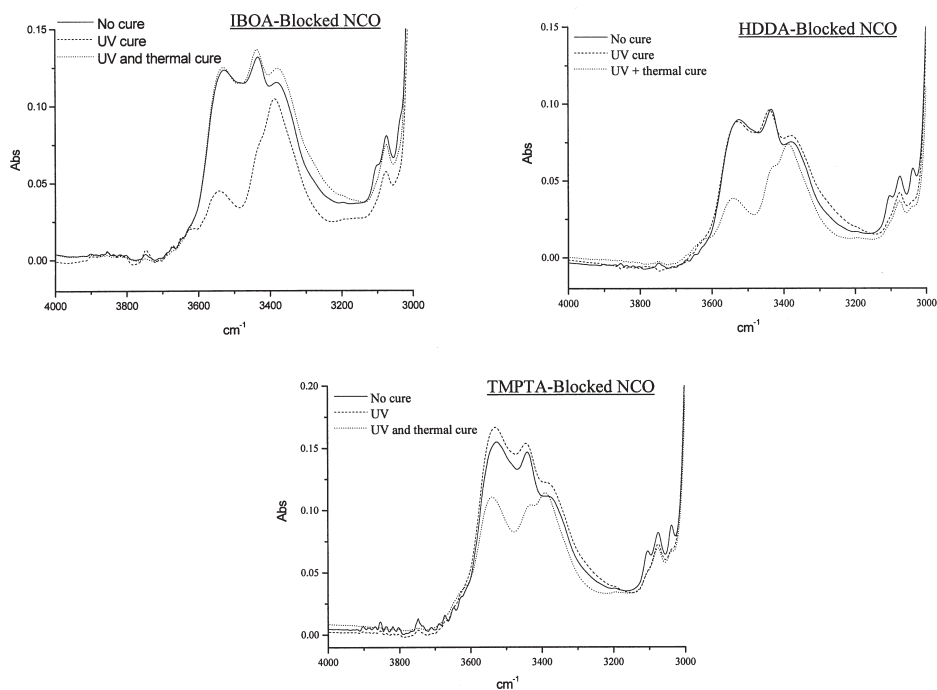 IBOA-Blocked NCO
No cure
UV cure
UV and thermal cure
0.15
0.10
0.05
0.00
Abs
4000 3800 3600 3400 3200 3000
cm-1
HDDA-Blocked NCO
No cure
UV cure
UV + thermal cure
0.15
0.10
0.05
0.00
Abs
4000 3800 3600 3400 3200 3000
cm-1
TMPTA-Blocked NCO
No cure
UV
UV and thermal cure
0.20
0.15
0.10
0.05
0.00
Abs
4000 3800 3600 3400 3200 3000
cm-1